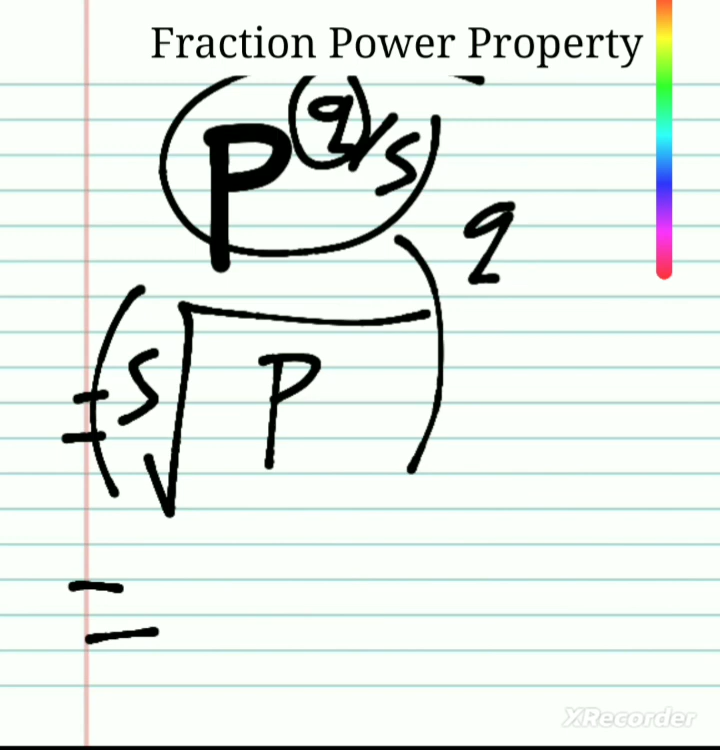 Fraction Power Property
p^(q)/s
= (ˢ√p)^q
=
XRecorder